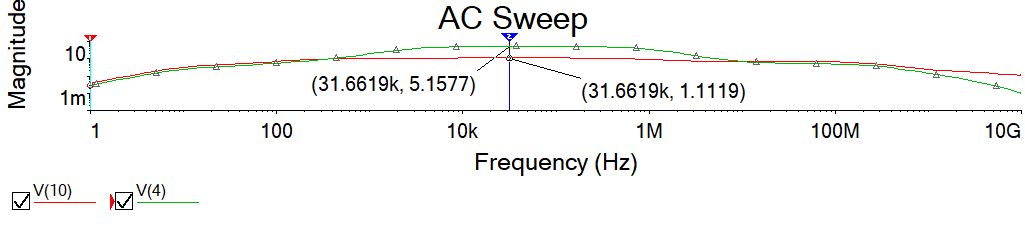 AC Sweep
Magnitude
10
1m
(31.6619k, 5.1577)
(31.6619k, 1.1119)
1 100 10k 1M 100M 10G
Frequency (Hz)
V(10) V(4)